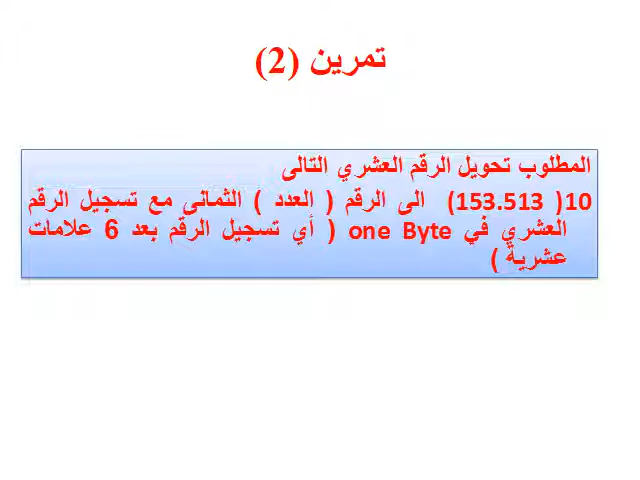 تمرين (2)
المطلوب تحويل الرقم العشري التالى
10( 153.513) الى الرقم ( العدد ) الثمانى مع تسجيل الرقم
العشري في one Byte ( أي تسجيل الرقم بعد 6 علامات
عشرية )